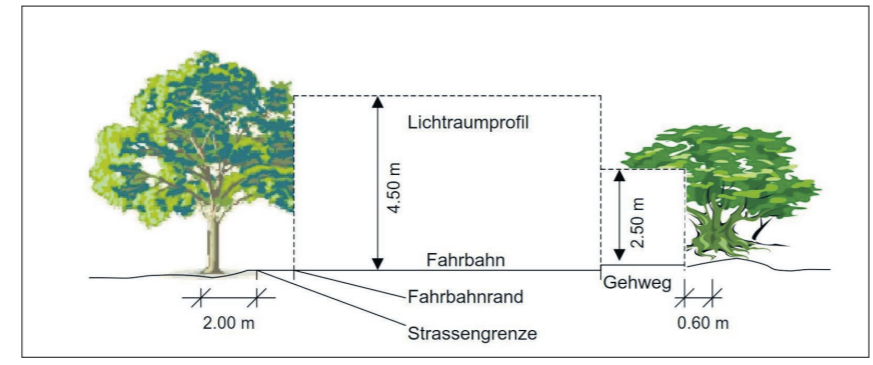 Lichtraumprofil
4.50 m
2.50 m
Fahrbahn
Gehweg
Fahrbahnrand
2.00 m
0.60 m
Strassengrenze